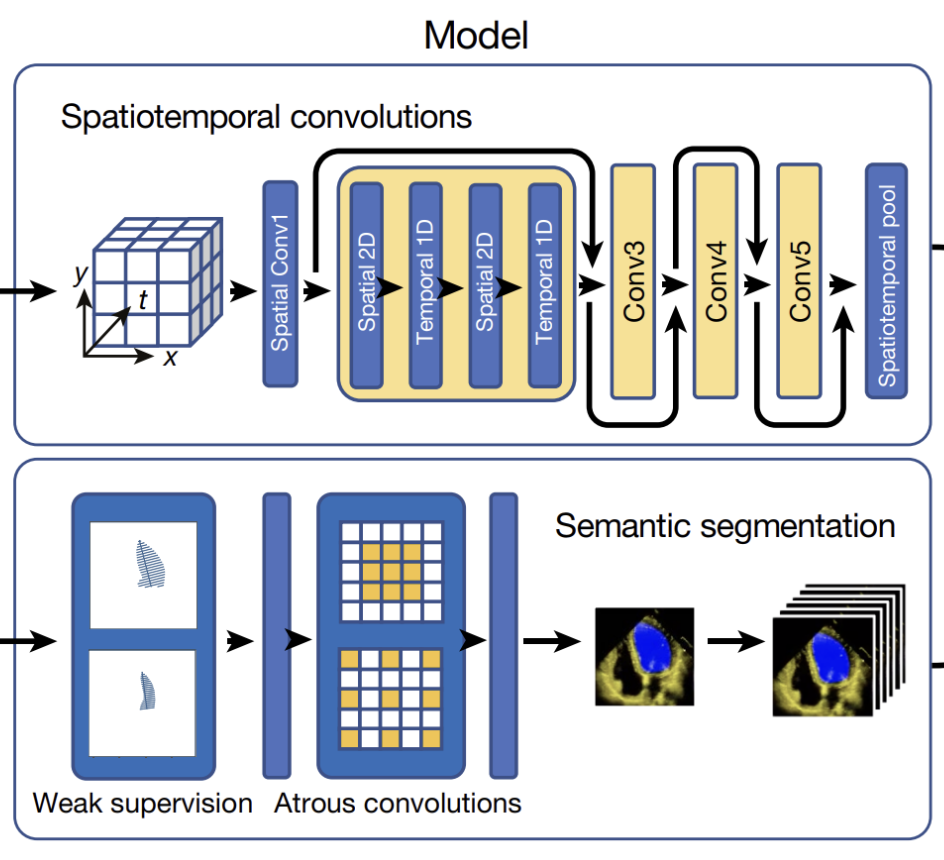 Model
Spatiotemporal convolutions
y
t
x
Spatial Conv1
Spatial 2D
Temporal 1D
Spatial 2D
Temporal 1D
Conv3
Conv4
Conv5
Spatiotemporal pool
Semantic segmentation
Weak supervision
Atrous convolutions